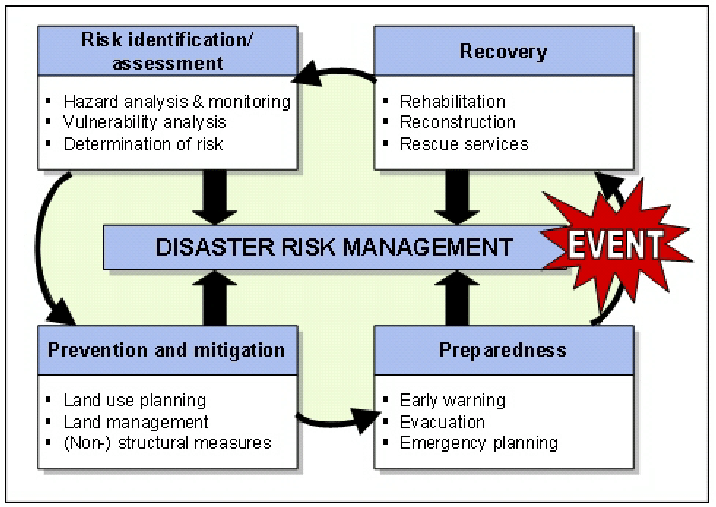 Risk identification/
assessment
▪ Hazard analysis & monitoring
▪ Vulnerability analysis
▪ Determination of risk
Recovery
▪ Rehabilitation
▪ Reconstruction
▪ Rescue services
DISASTER RISK MANAGEMENT
EVENT
Prevention and mitigation
▪ Land use planning
▪ Land management
▪ (Non-) structural measures
Preparedness
▪ Early warning
▪ Evacuation
▪ Emergency planning